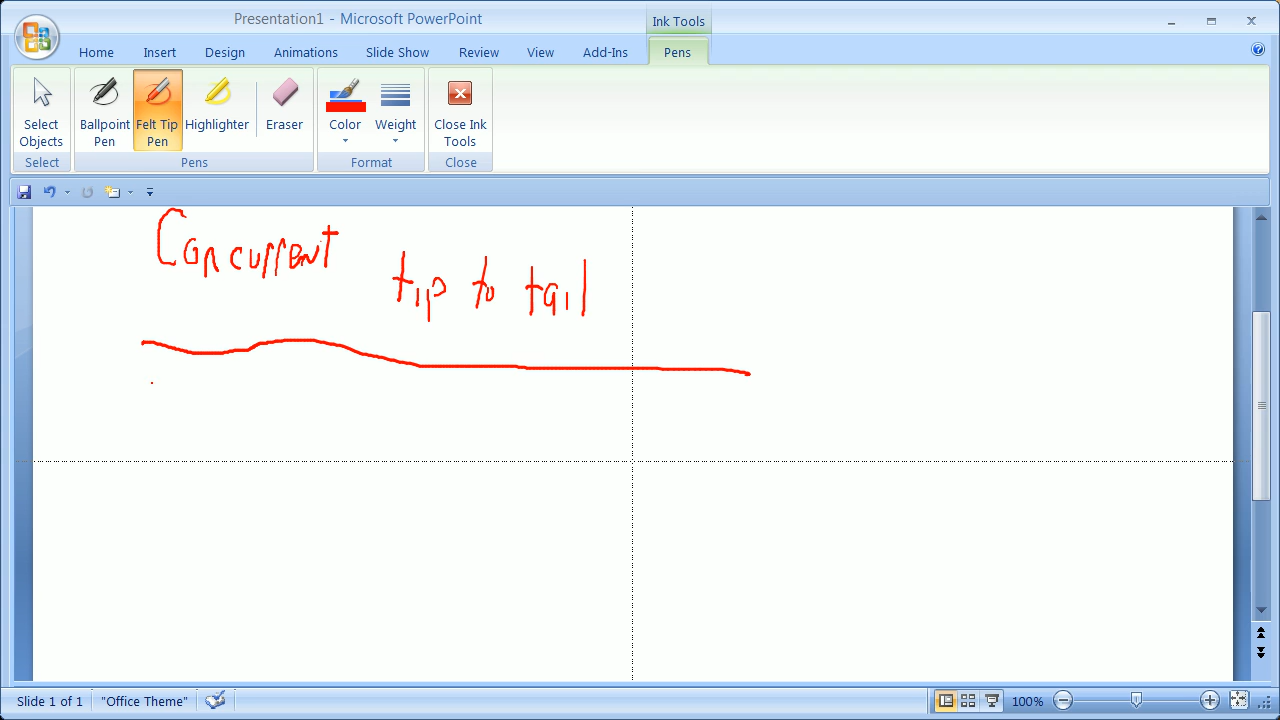 Presentation1 - Microsoft PowerPoint
Ink Tools
Home Insert Design Animations Slide Show Review View Add-Ins Pens
Select Objects
Ballpoint Pen
Felt Tip Pen
Highlighter
Eraser
Color
Weight
Close Ink Tools
Select Pens Format Close
Concurrent
tip to tail
Slide 1 of 1 "Office Theme" 100%